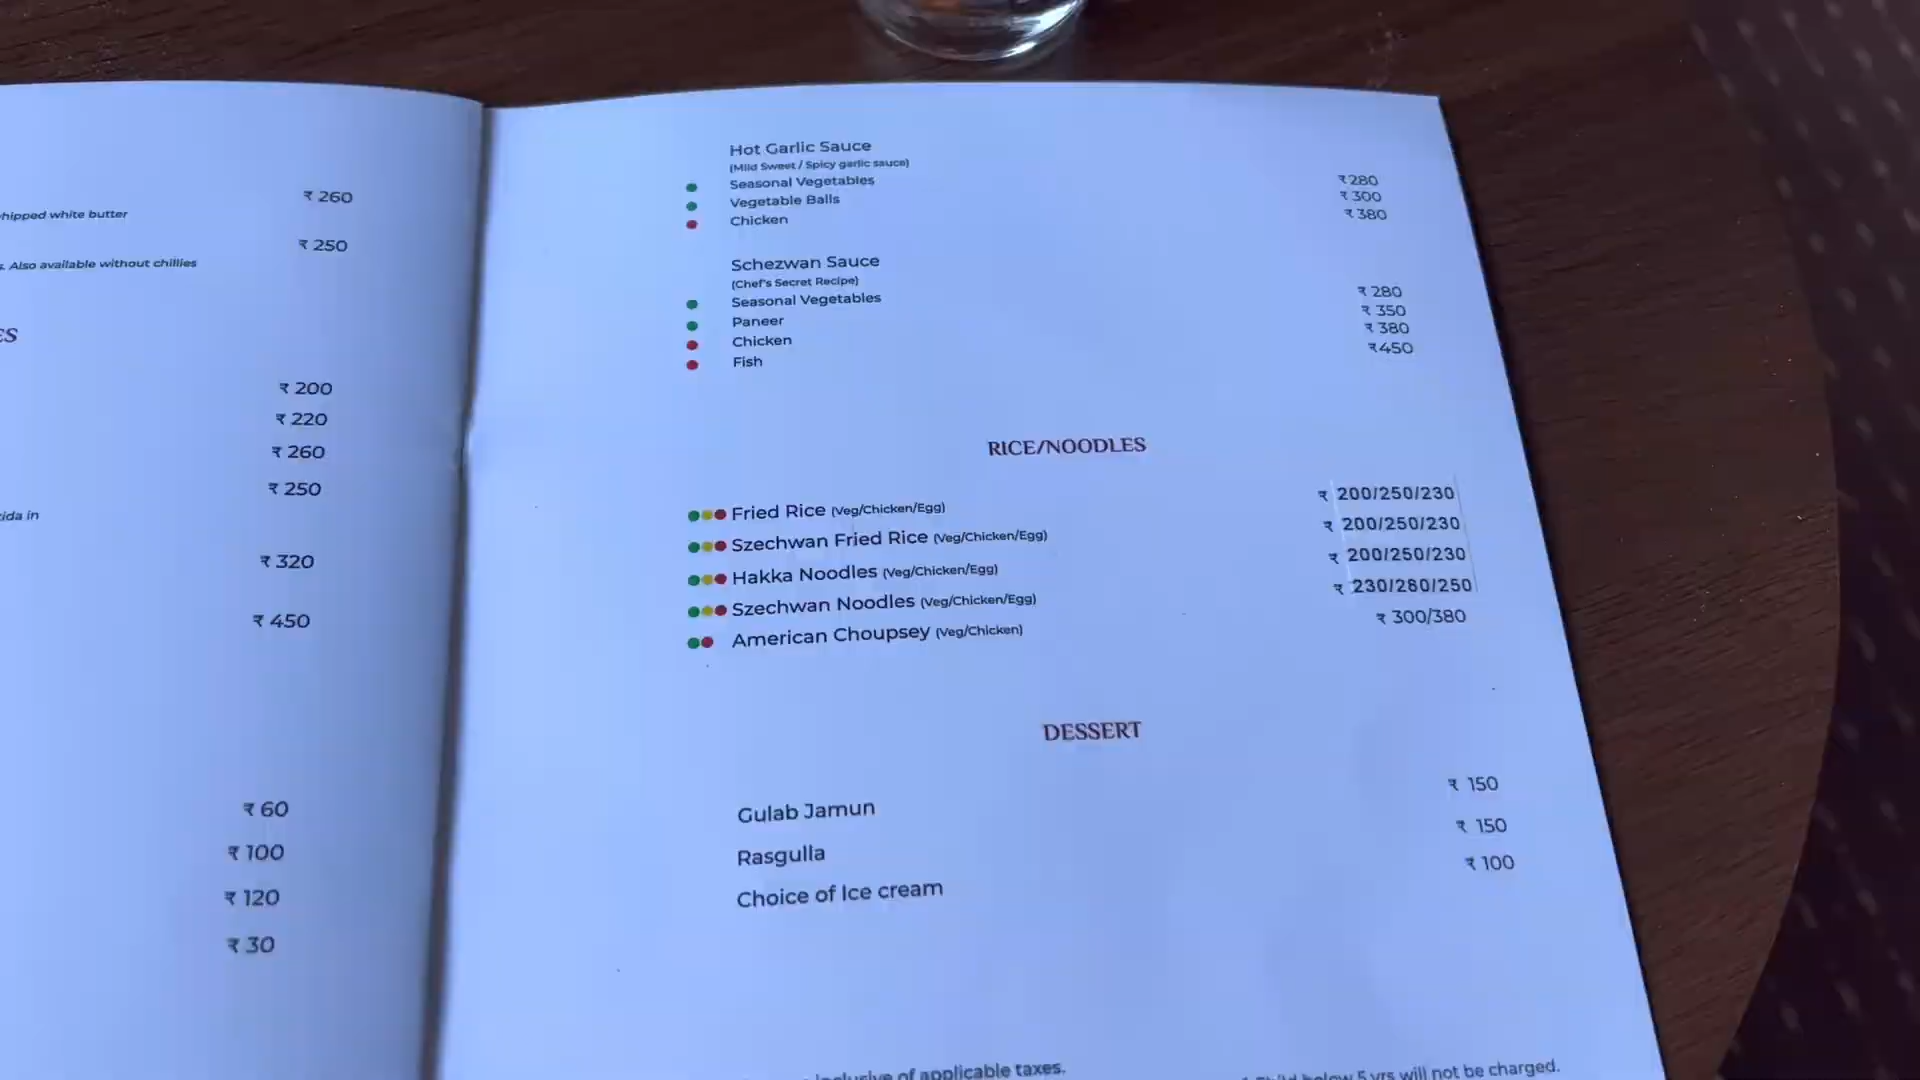 ₹ 260
hipped white butter
₹ 250
Also available without chillies
ES
₹ 200
₹ 220
₹ 260
₹ 250
ida in
₹ 320
₹ 450
₹ 60
₹ 100
₹ 120
₹ 30
Hot Garlic Sauce
(Mild Sweet / Spicy garlic sauce)
Seasonal Vegetables ₹280
Vegetable Balls ₹300
Chicken ₹380
Schezwan Sauce
(Chef's Secret Recipe)
Seasonal Vegetables ₹280
Paneer ₹350
Chicken ₹380
Fish ₹450
RICE/NOODLES
Fried Rice (Veg/Chicken/Egg) ₹ 200/250/230
Szechwan Fried Rice (Veg/Chicken/Egg) ₹ 200/250/230
Hakka Noodles (Veg/Chicken/Egg) ₹ 200/250/230
Szechwan Noodles (Veg/Chicken/Egg) ₹ 230/280/250
American Choupsey (Veg/Chicken) ₹ 300/380
DESSERT
Gulab Jamun ₹ 150
Rasgulla ₹ 150
Choice of Ice cream ₹ 100
inclusive of applicable taxes.
Child below 5 yrs will not be charged.